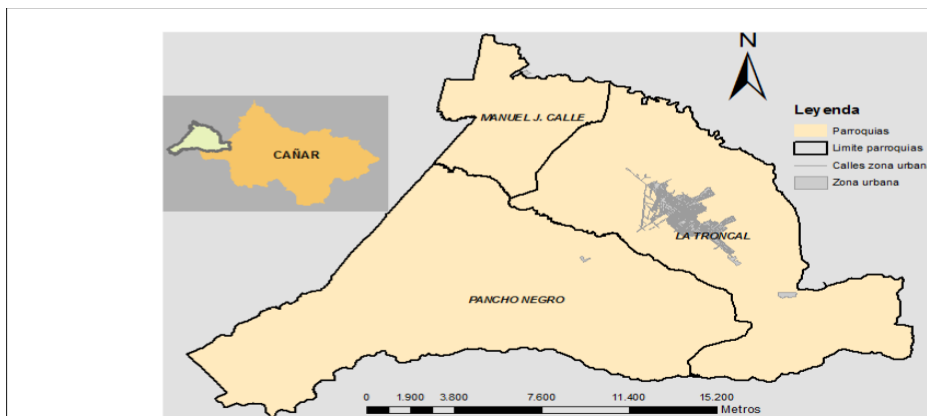 N
MANUEL J. CALLE
CAÑAR
Leyenda
Parroquias
Limite parroquias
Calles zona urban
Zona urbana
LA TRONCAL
PANCHO NEGRO
0 1.900 3.800 7.600 11.400 15.200
Metros